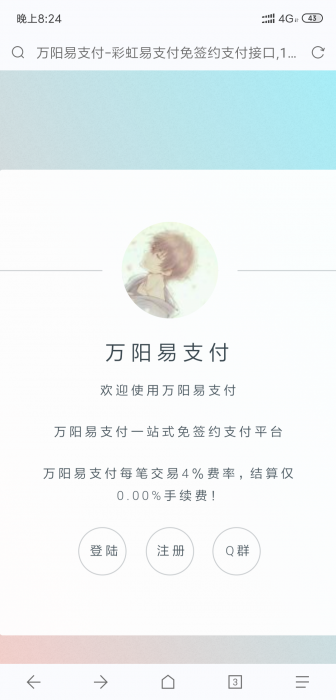 晚上8:24
4G
43
万阳易支付-彩虹易支付免签约支付接口,1...
万阳易支付
欢迎使用万阳易支付
万阳易支付一站式免签约支付平台
万阳易支付每笔交易4%费率，结算仅
0.00%手续费！
登陆 注册 Q群
3